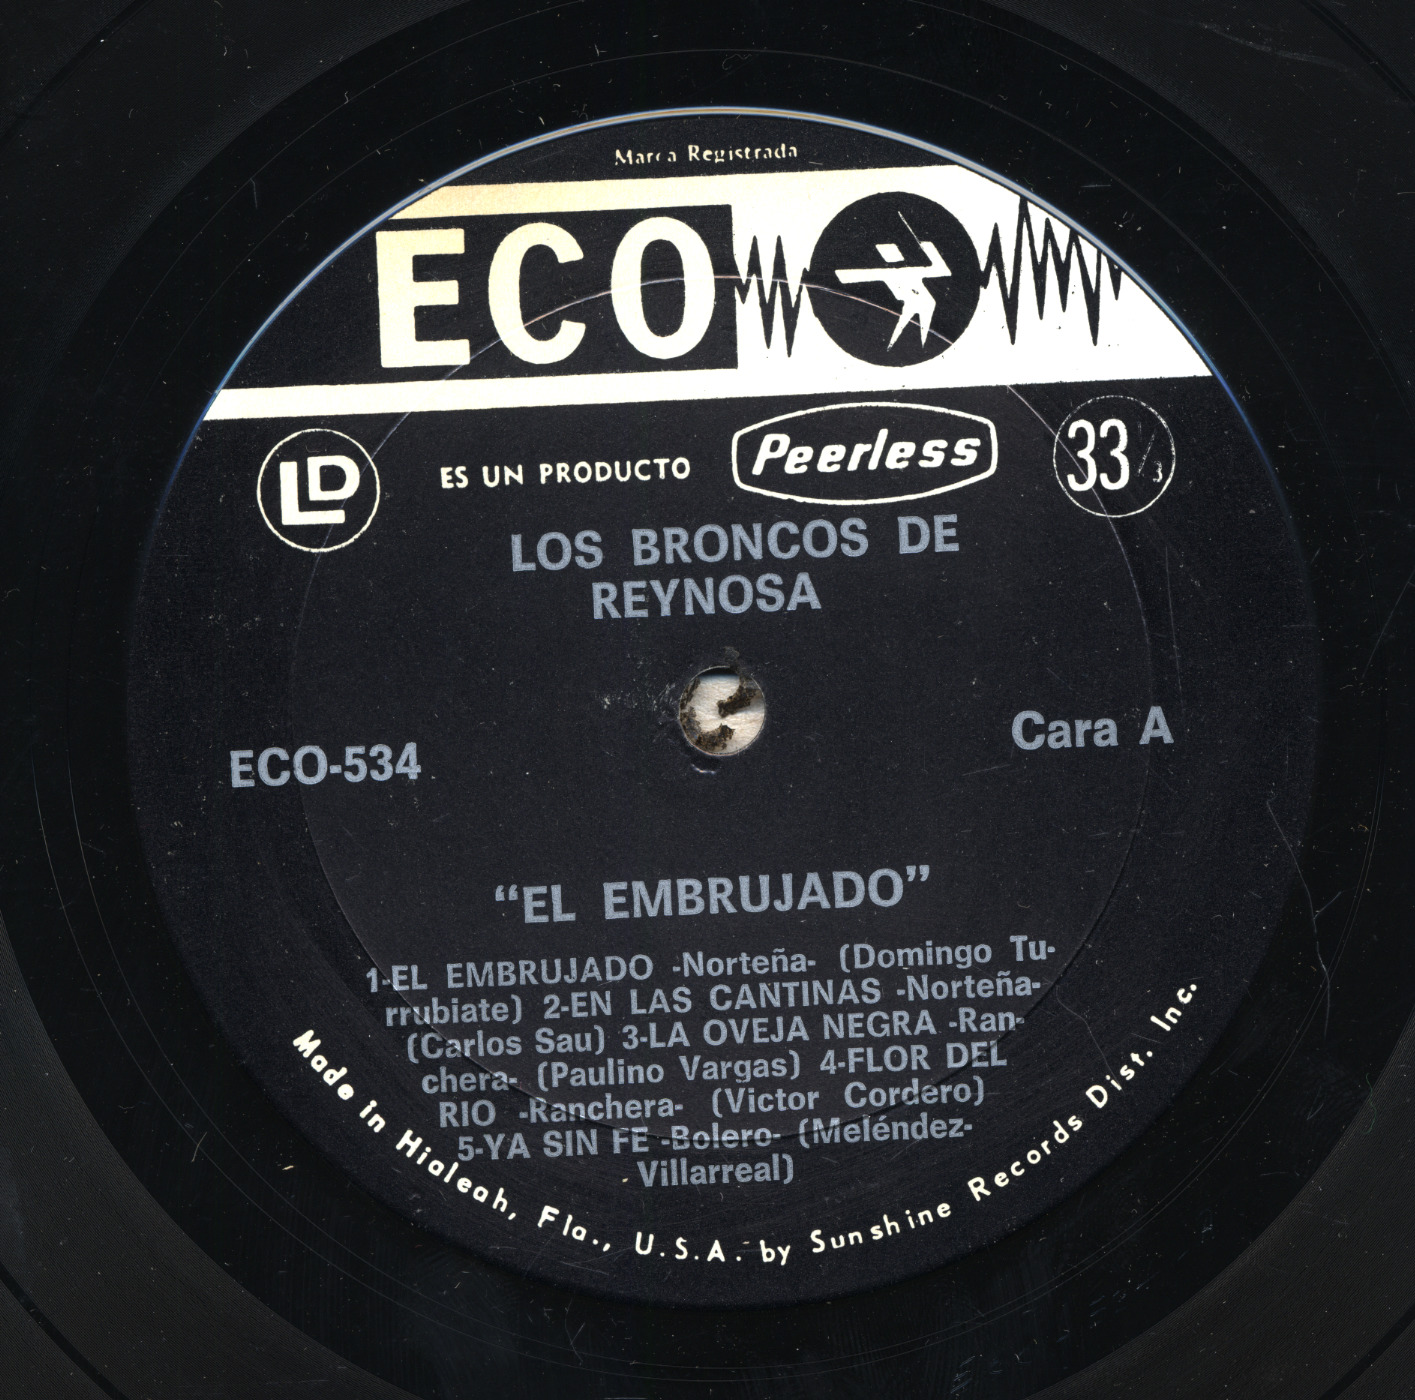 Marca Registrada
ECO
LD
ES UN PRODUCTO
Peerless
33 1/3
LOS BRONCOS DE
REYNOSA
ECO-534
Cara A
“EL EMBRUJADO”
1-EL EMBRUJADO -Norteña- (Domingo Tu-
rrubiate) 2-EN LAS CANTINAS -Norteña-
(Carlos Sau) 3-LA OVEJA NEGRA -Ran-
chera- (Paulino Vargas) 4-FLOR DEL
RIO -Ranchera- (Victor Cordero)
5-YA SIN FE -Bolero- (Meléndez-
Villarreal)
Made in Hialeah, Fla., U.S.A. by Sunshine Records Dist. Inc.